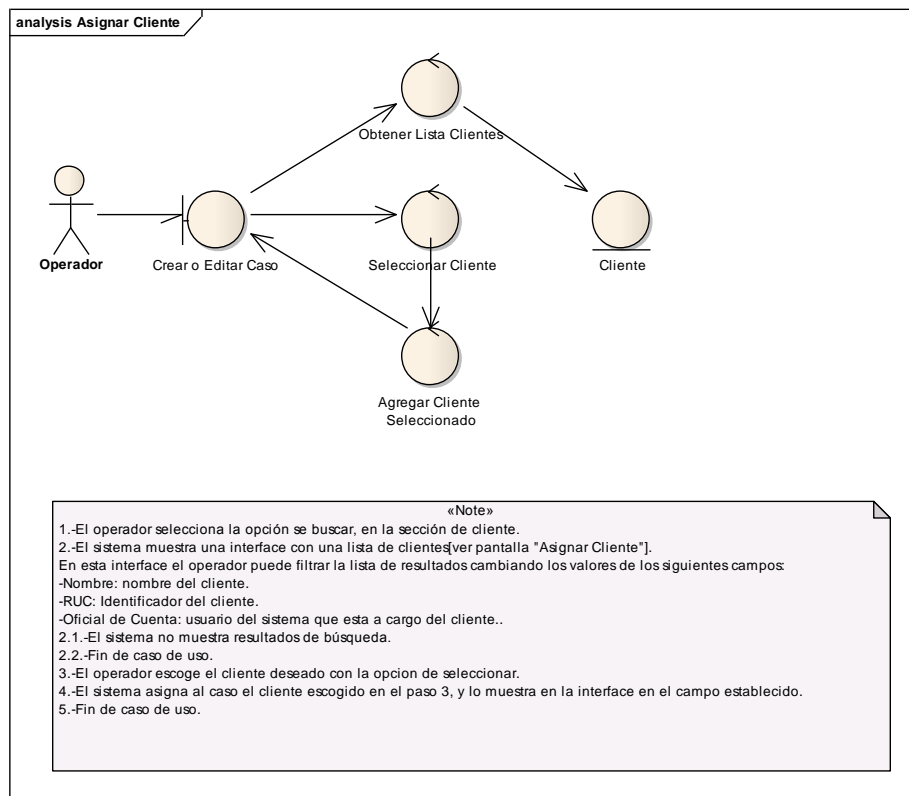 analysis Asignar Cliente
Obtener Lista Clientes
Operador
Crear o Editar Caso
Seleccionar Cliente
Cliente
Agregar Cliente
Seleccionado
«Note»
1.-El operador selecciona la opción se buscar, en la sección de cliente.
2.-El sistema muestra una interface con una lista de clientes[ver pantalla "Asignar Cliente"].
En esta interface el operador puede filtrar la lista de resultados cambiando los valores de los siguientes campos:
-Nombre: nombre del cliente.
-RUC: Identificador del cliente.
-Oficial de Cuenta: usuario del sistema que esta a cargo del cliente..
2.1.-El sistema no muestra resultados de búsqueda.
2.2.-Fin de caso de uso.
3.-El operador escoge el cliente deseado con la opcion de seleccionar.
4.-El sistema asigna al caso el cliente escogido en el paso 3, y lo muestra en la interface en el campo establecido.
5.-Fin de caso de uso.